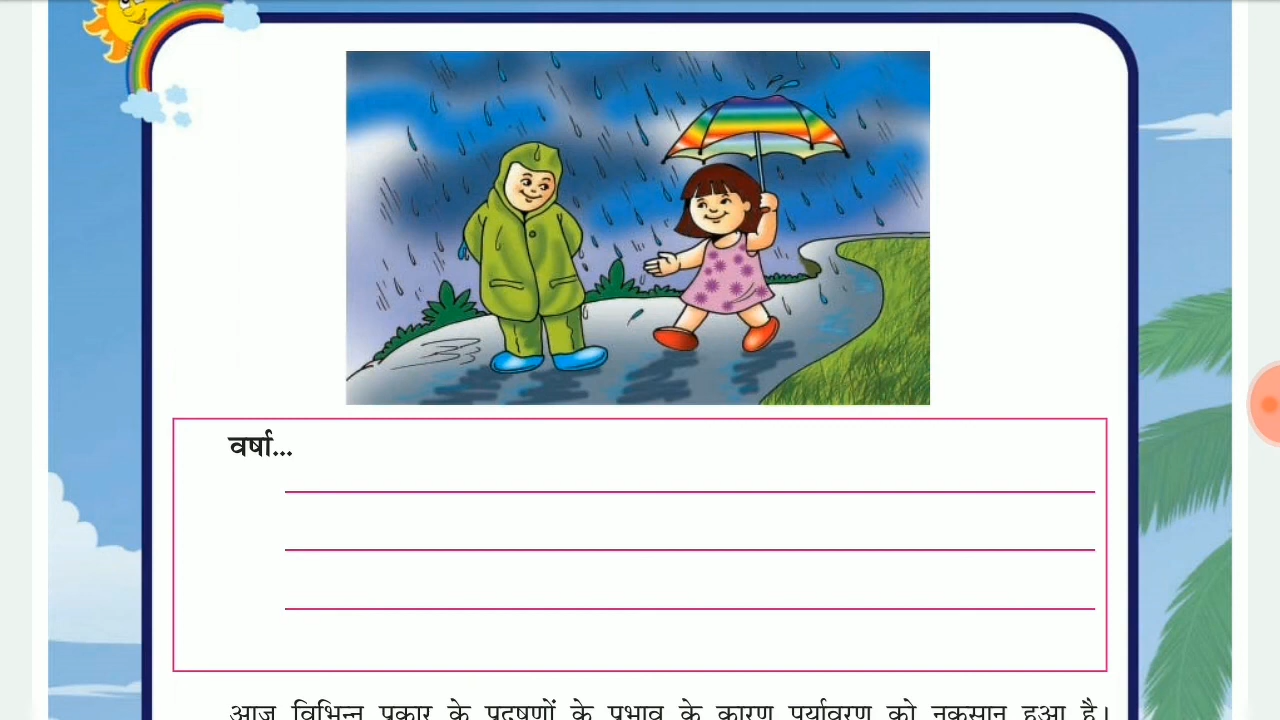 वर्षा...
आज विभिन्न प्रकार के प्रदूषणों के प्रभाव के कारण पर्यावरण को नुकसान हुआ है।